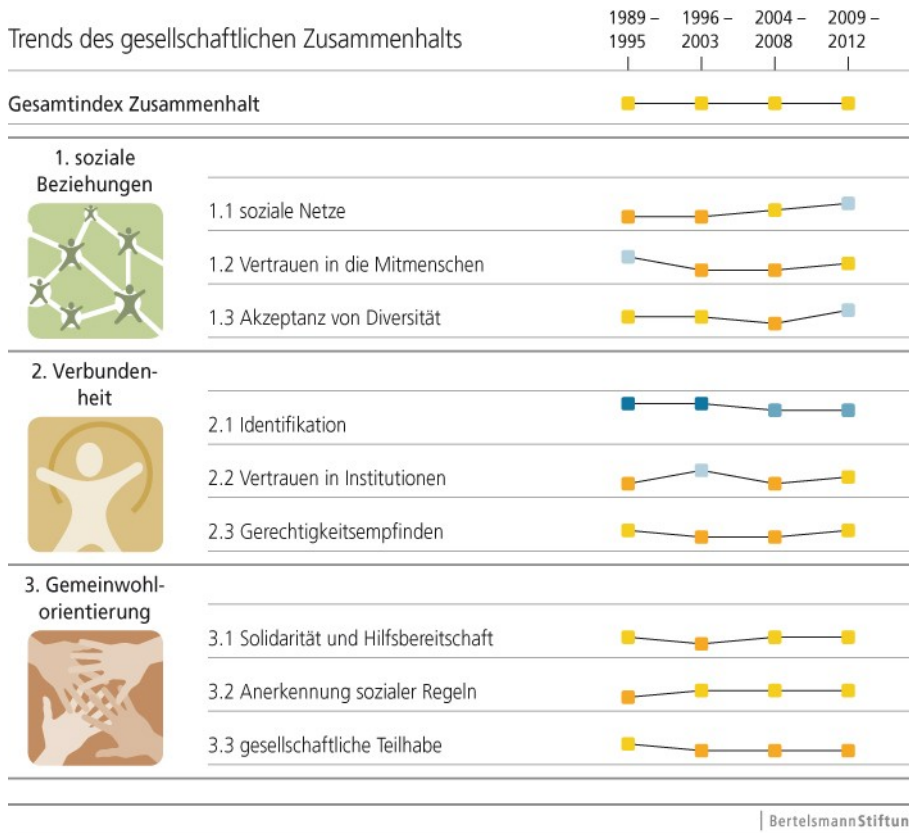 Trends des gesellschaftlichen Zusammenhalts
1989 – 1996 – 2004 – 2009 –
1995 2003 2008 2012
Gesamtindex Zusammenhalt
1. soziale
Beziehungen
1.1 soziale Netze
1.2 Vertrauen in die Mitmenschen
1.3 Akzeptanz von Diversität
2. Verbunden-
heit
2.1 Identifikation
2.2 Vertrauen in Institutionen
2.3 Gerechtigkeitsempfinden
3. Gemeinwohl-
orientierung
3.1 Solidarität und Hilfsbereitschaft
3.2 Anerkennung sozialer Regeln
3.3 gesellschaftliche Teilhabe
BertelsmannStiftun